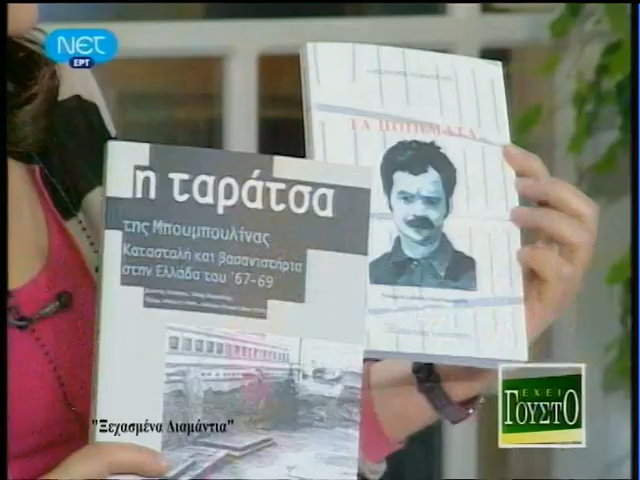 NET
ΕΡΤ
ΤΑ ΠΟΙΗΜΑΤΑ
η ταράτσα
της Μπουμπουλίνας
Καταστολή και βασανιστήρια
στην Ελλάδα του '67-69
"Ξεχασμένα Διαμάντια"
ΕΧΕΙ
ΓΟΥΣΤΟ